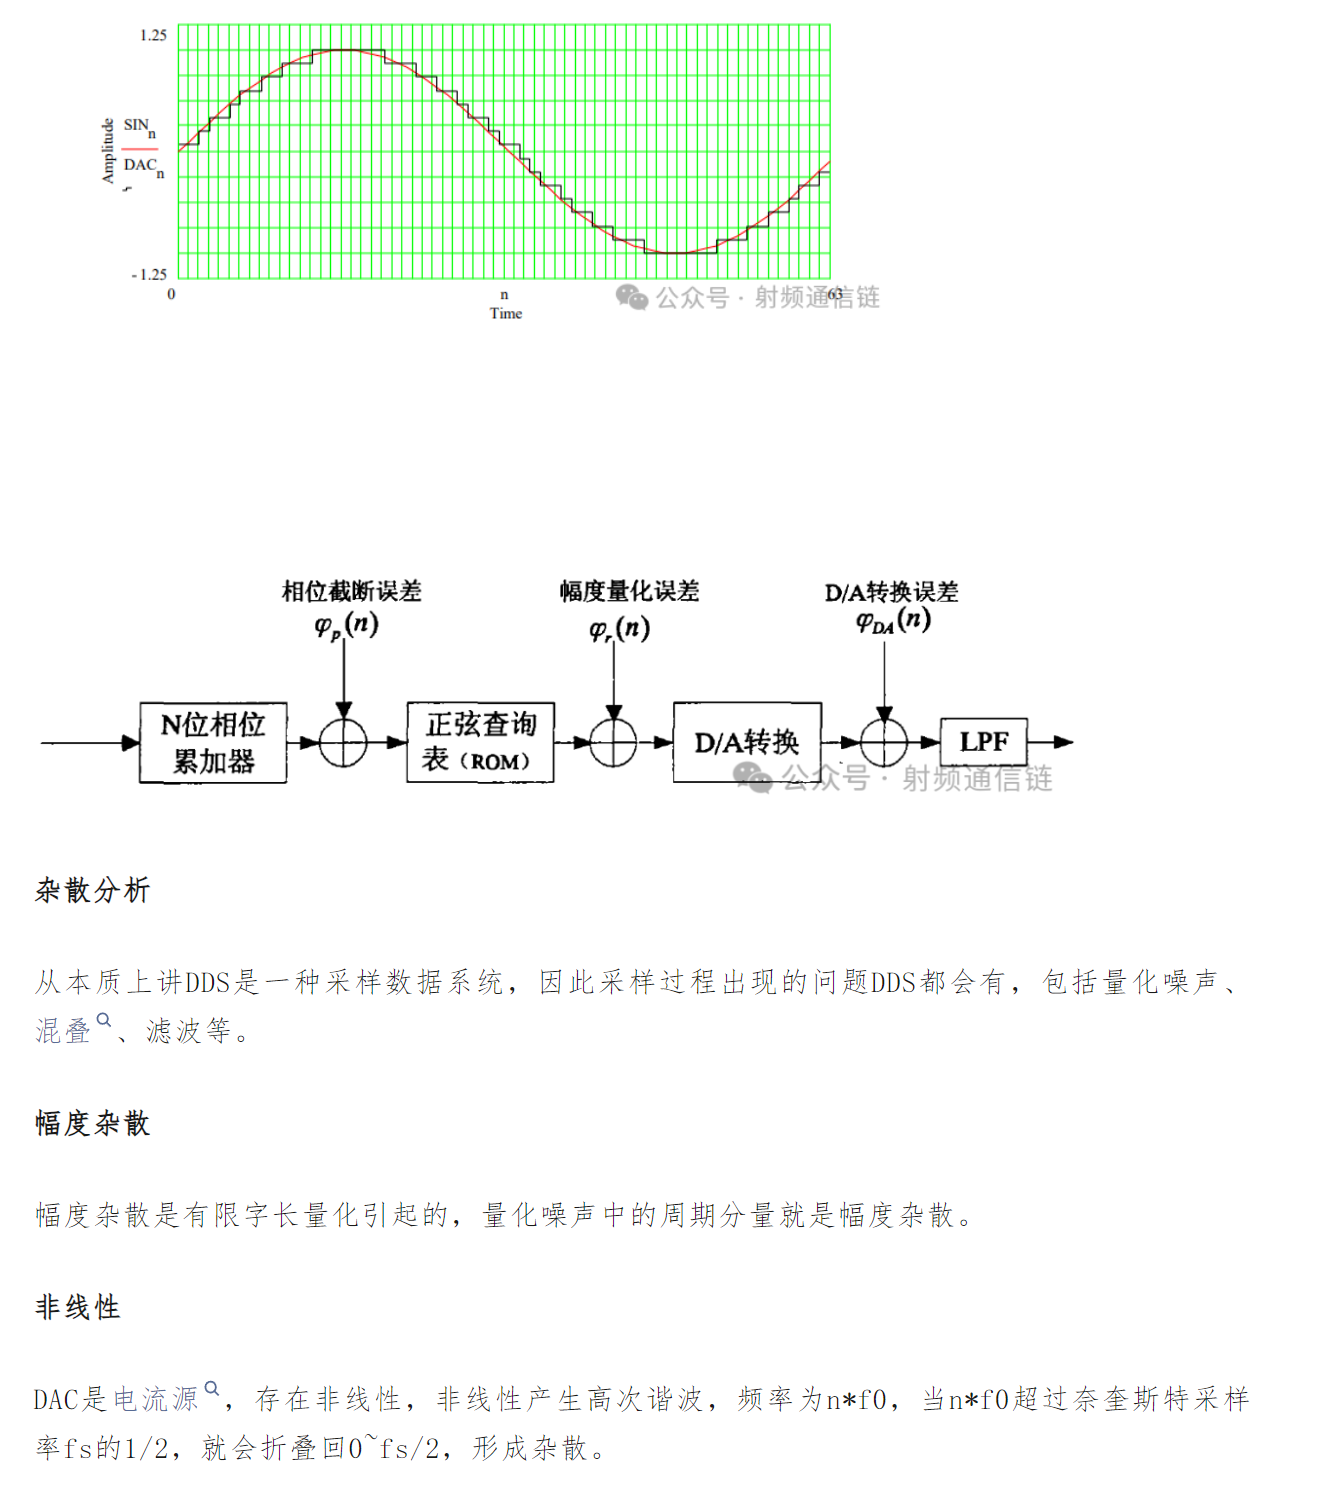 1.25
Amplitude
SINn
DACn
-1.25
0
n
63
Time
公众号 · 射频通信链
相位截断误差
φp(n)
幅度量化误差
φr(n)
D/A转换误差
φDA(n)
N位相位
累加器
正弦查询
表（ROM）
D/A转换
LPF
公众号 · 射频通信链
杂散分析
从本质上讲DDS是一种采样数据系统，因此采样过程出现的问题DDS都会有，包括量化噪声、
混叠、滤波等。
幅度杂散
幅度杂散是有限字长量化引起的，量化噪声中的周期分量就是幅度杂散。
非线性
DAC是电流源，存在非线性，非线性产生高次谐波，频率为n*f0，当n*f0超过奈奎斯特采样
率fs的1/2，就会折叠回0~fs/2，形成杂散。